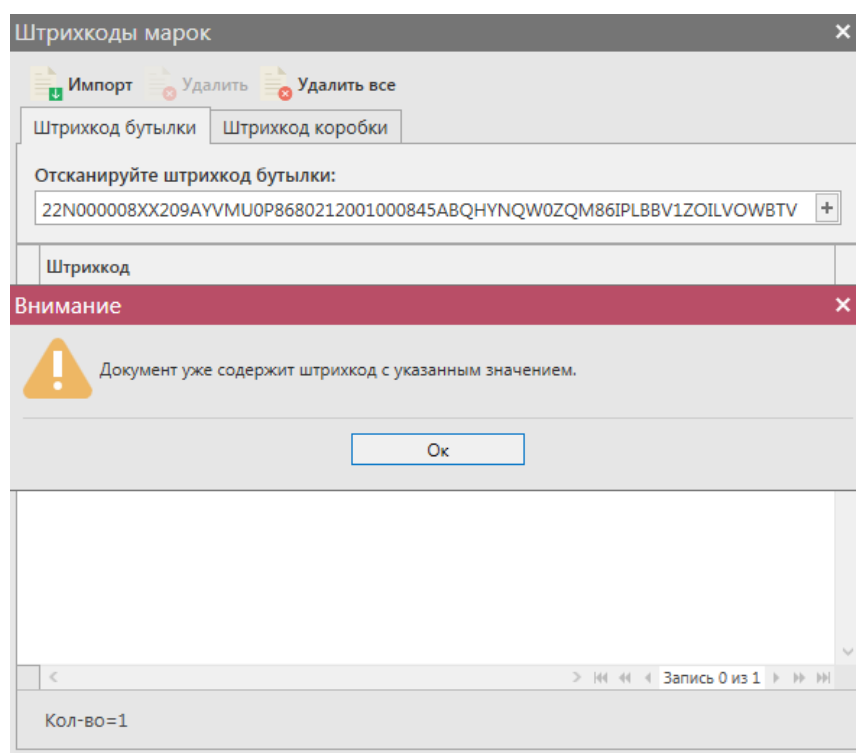 Штрихкоды марок
Импорт Удалить Удалить все
Штрихкод бутылки Штрихкод коробки
Отсканируйте штрихкод бутылки:
22N000008XX209AYVMU0P8680212001000845ABQHYNQW0ZQM86IPLBBV1ZOILVOWBTV
Штрихкод
Внимание
Документ уже содержит штрихкод с указанным значением.
Ок
Запись 0 из 1
Кол-во=1